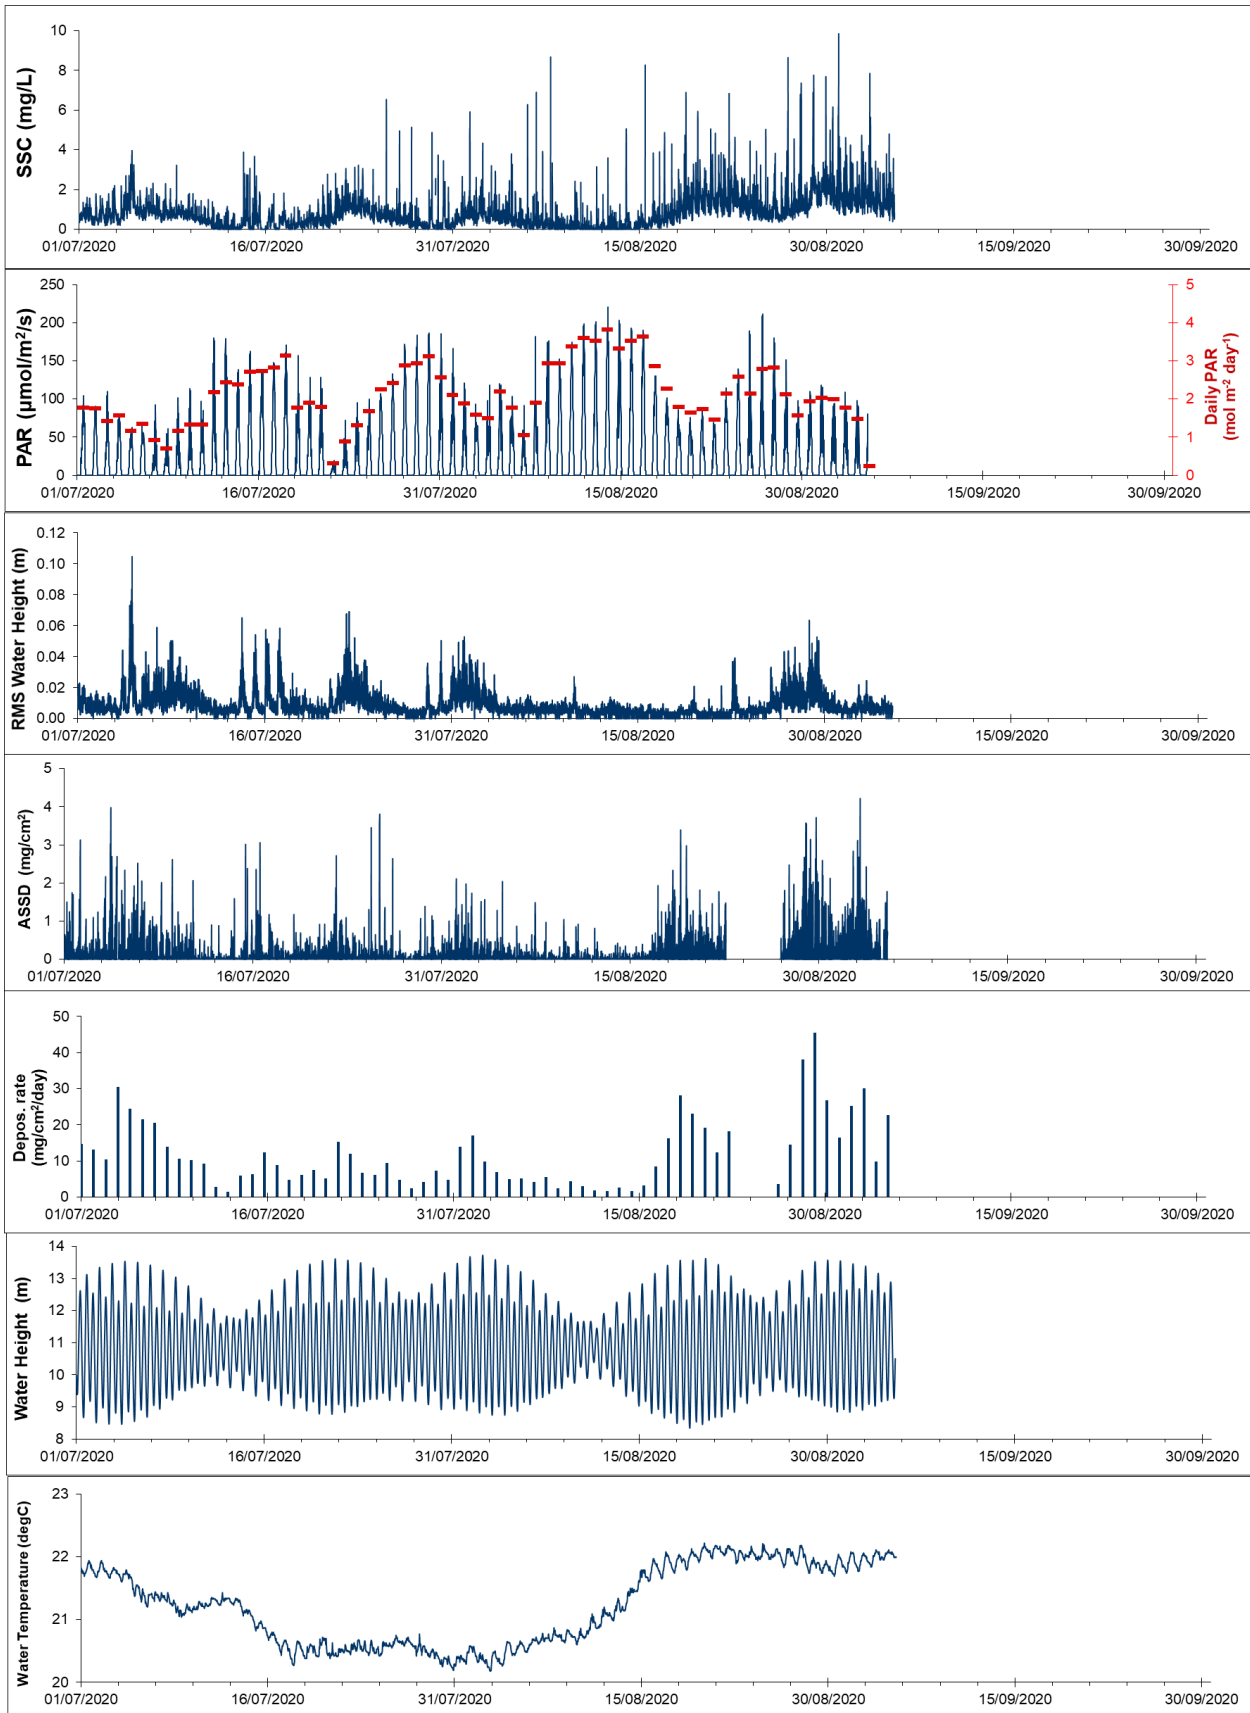 SSC (mg/L)
10
8
6
4
2
0
01/07/2020 16/07/2020 31/07/2020 15/08/2020 30/08/2020 15/09/2020 30/09/2020
PAR (µmol/m²/s)
250
200
150
100
50
0
5
4
3
2
1
0
Daily PAR
(mol m⁻² day⁻¹)
01/07/2020 16/07/2020 31/07/2020 15/08/2020 30/08/2020 15/09/2020 30/09/2020
RMS Water Height (m)
0.12
0.10
0.08
0.06
0.04
0.02
0.00
01/07/2020 16/07/2020 31/07/2020 15/08/2020 30/08/2020 15/09/2020 30/09/2020
ASSD (mg/cm²)
5
4
3
2
1
0
01/07/2020 16/07/2020 31/07/2020 15/08/2020 30/08/2020 15/09/2020 30/09/2020
Depos. rate
(mg/cm²/day)
50
40
30
20
10
0
01/07/2020 16/07/2020 31/07/2020 15/08/2020 30/08/2020 15/09/2020 30/09/2020
Water Height (m)
14
13
12
11
10
9
8
01/07/2020 16/07/2020 31/07/2020 15/08/2020 30/08/2020 15/09/2020 30/09/2020
Water Temperature (degC)
23
22
21
20
01/07/2020 16/07/2020 31/07/2020 15/08/2020 30/08/2020 15/09/2020 30/09/2020